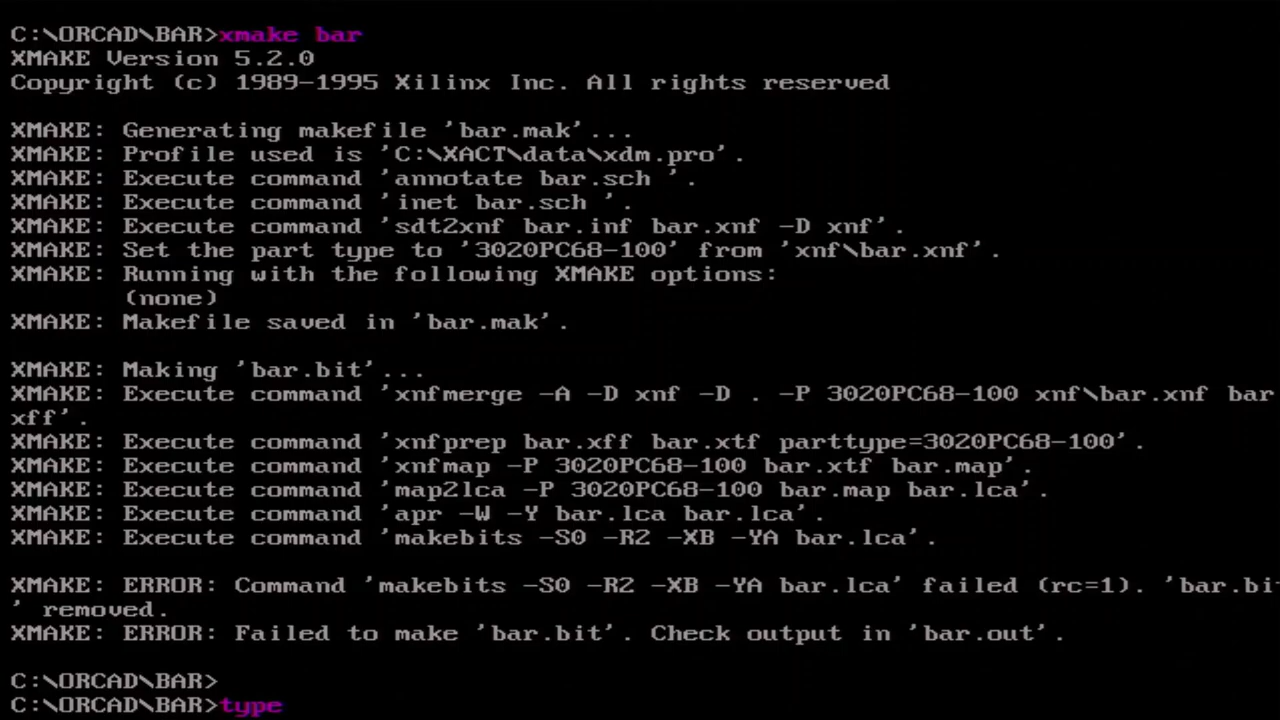 C:\ORCAD\BAR>xmake bar
XMAKE Version 5.2.0
Copyright (c) 1989-1995 Xilinx Inc. All rights reserved
XMAKE: Generating makefile 'bar.mak'...
XMAKE: Profile used is 'C:\XACT\data\xdm.pro'.
XMAKE: Execute command 'annotate bar.sch '.
XMAKE: Execute command 'inet bar.sch '.
XMAKE: Execute command 'sdt2xnf bar.inf bar.xnf -D xnf'.
XMAKE: Set the part type to '3020PC68-100' from 'xnf\bar.xnf'.
XMAKE: Running with the following XMAKE options:
(none)
XMAKE: Makefile saved in 'bar.mak'.
XMAKE: Making 'bar.bit'...
XMAKE: Execute command 'xnfmerge -A -D xnf -D . -P 3020PC68-100 xnf\bar.xnf bar
xff'.
XMAKE: Execute command 'xnfprep bar.xff bar.xtf parttype=3020PC68-100'.
XMAKE: Execute command 'xnfmap -P 3020PC68-100 bar.xtf bar.map'.
XMAKE: Execute command 'map2lca -P 3020PC68-100 bar.map bar.lca'.
XMAKE: Execute command 'apr -W -Y bar.lca bar.lca'.
XMAKE: Execute command 'makebits -S0 -R2 -XB -YA bar.lca'.
XMAKE: ERROR: Command 'makebits -S0 -R2 -XB -YA bar.lca' failed (rc=1). 'bar.bit
' removed.
XMAKE: ERROR: Failed to make 'bar.bit'. Check output in 'bar.out'.
C:\ORCAD\BAR>
C:\ORCAD\BAR>type